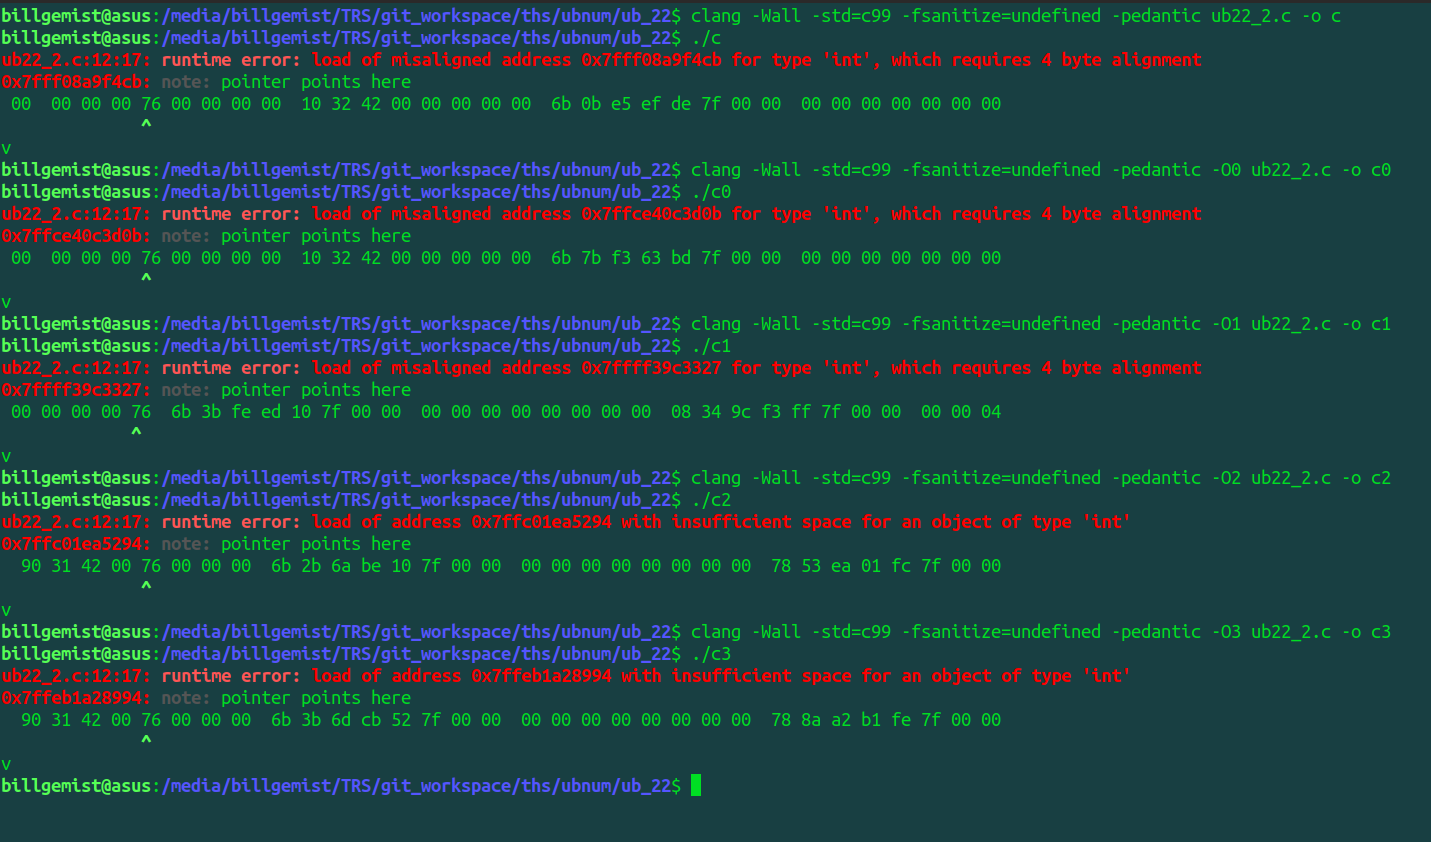 billgemist@asus:/media/billgemist/TRS/git_workspace/ths/ubnum/ub_22$ clang -Wall -std=c99 -fsanitize=undefined -pedantic ub22_2.c -o c
billgemist@asus:/media/billgemist/TRS/git_workspace/ths/ubnum/ub_22$ ./c
ub22_2.c:12:17: runtime error: load of misaligned address 0x7fff08a9f4cb for type 'int', which requires 4 byte alignment
0x7fff08a9f4cb: note: pointer points here
 00  00 00 00 76 00 00 00 00  10 32 42 00 00 00 00 00  6b 0b e5 ef de 7f 00 00  00 00 00 00 00 00 00
              ^
v
billgemist@asus:/media/billgemist/TRS/git_workspace/ths/ubnum/ub_22$ clang -Wall -std=c99 -fsanitize=undefined -pedantic -O0 ub22_2.c -o c0
billgemist@asus:/media/billgemist/TRS/git_workspace/ths/ubnum/ub_22$ ./c0
ub22_2.c:12:17: runtime error: load of misaligned address 0x7ffce40c3d0b for type 'int', which requires 4 byte alignment
0x7ffce40c3d0b: note: pointer points here
 00  00 00 00 76 00 00 00 00  10 32 42 00 00 00 00 00  6b 7b f3 63 bd 7f 00 00  00 00 00 00 00 00 00
              ^
v
billgemist@asus:/media/billgemist/TRS/git_workspace/ths/ubnum/ub_22$ clang -Wall -std=c99 -fsanitize=undefined -pedantic -O1 ub22_2.c -o c1
billgemist@asus:/media/billgemist/TRS/git_workspace/ths/ubnum/ub_22$ ./c1
ub22_2.c:12:17: runtime error: load of misaligned address 0x7ffff39c3327 for type 'int', which requires 4 byte alignment
0x7ffff39c3327: note: pointer points here
 00 00 00 00 76  6b 3b fe ed 10 7f 00 00  00 00 00 00 00 00 00 00  08 34 9c f3 ff 7f 00 00  00 00 04
             ^
v
billgemist@asus:/media/billgemist/TRS/git_workspace/ths/ubnum/ub_22$ clang -Wall -std=c99 -fsanitize=undefined -pedantic -O2 ub22_2.c -o c2
billgemist@asus:/media/billgemist/TRS/git_workspace/ths/ubnum/ub_22$ ./c2
ub22_2.c:12:17: runtime error: load of address 0x7ffc01ea5294 with insufficient space for an object of type 'int'
0x7ffc01ea5294: note: pointer points here
  90 31 42 00 76 00 00 00  6b 2b 6a be 10 7f 00 00  00 00 00 00 00 00 00 00  78 53 ea 01 fc 7f 00 00
              ^
v
billgemist@asus:/media/billgemist/TRS/git_workspace/ths/ubnum/ub_22$ clang -Wall -std=c99 -fsanitize=undefined -pedantic -O3 ub22_2.c -o c3
billgemist@asus:/media/billgemist/TRS/git_workspace/ths/ubnum/ub_22$ ./c3
ub22_2.c:12:17: runtime error: load of address 0x7ffeb1a28994 with insufficient space for an object of type 'int'
0x7ffeb1a28994: note: pointer points here
  90 31 42 00 76 00 00 00  6b 3b 6d cb 52 7f 00 00  00 00 00 00 00 00 00 00  78 8a a2 b1 fe 7f 00 00
              ^
v
billgemist@asus:/media/billgemist/TRS/git_workspace/ths/ubnum/ub_22$